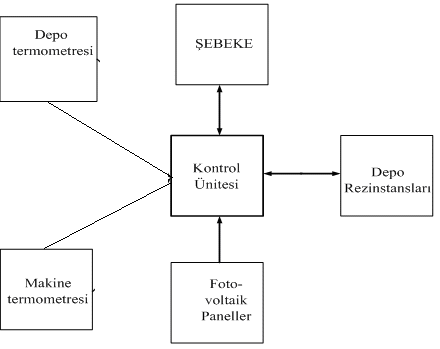 Depo
termometresi
ŞEBEKE
Kontrol
Ünitesi
Depo
Rezinstansları
Makine
termometresi
Foto-
voltaik
Paneller